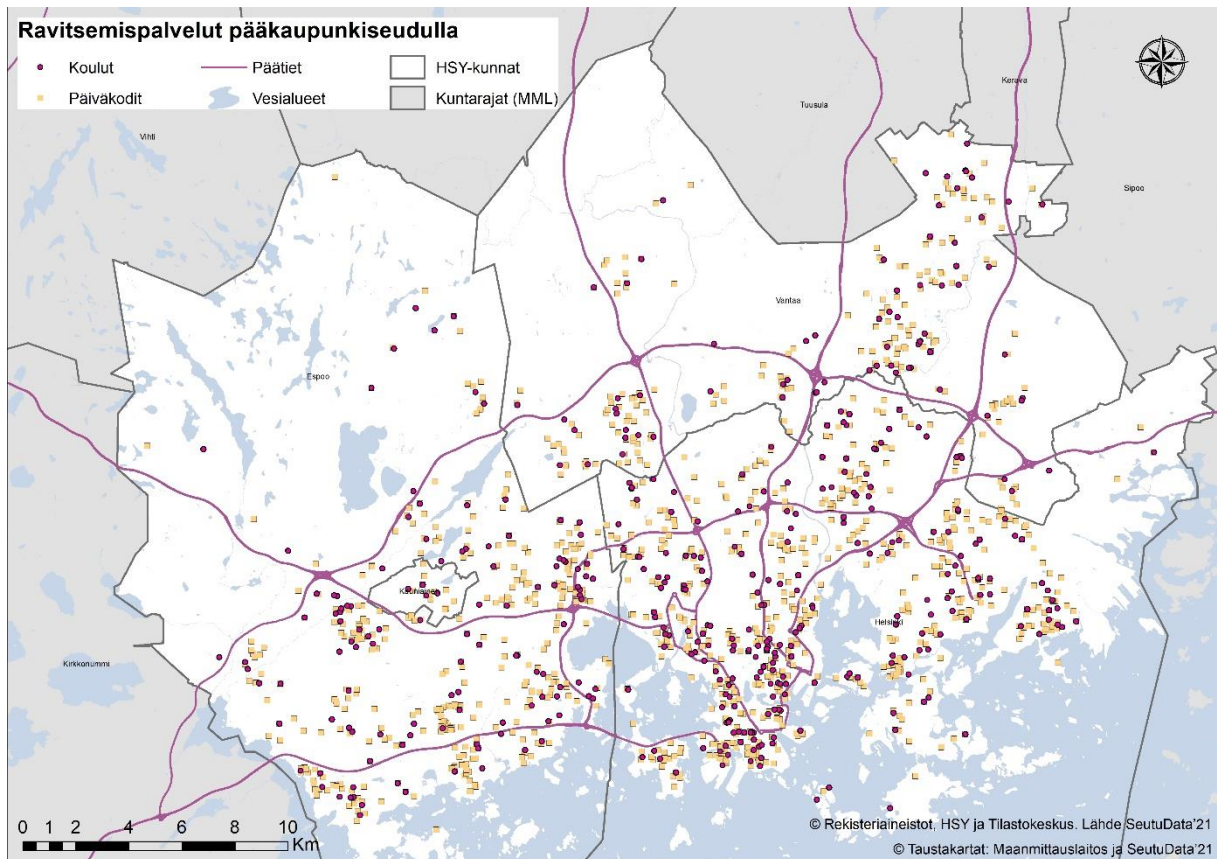 Ravitsemispalvelut pääkaupunkiseudulla
Koulut
Päätiet
HSY-kunnat
Päiväkodit
Vesialueet
Kuntarajat (MML)
Kerava
Tuusula
Vihti
Sipoo
Vantaa
Espoo
Kauniainen
Helsinki
Kirkkonummi
0 1 2 4 6 8 10
Km
© Rekisteriaineistot, HSY ja Tilastokeskus. Lähde SeutuData'21
© Taustakartat: Maanmittauslaitos ja SeutuData'21